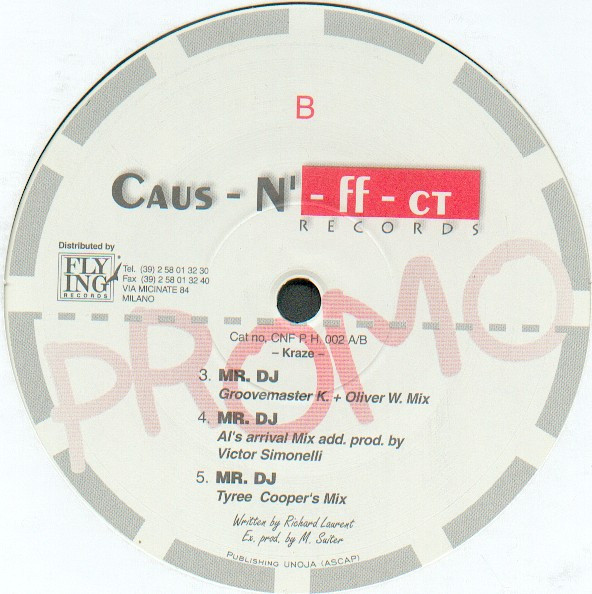 B
CAUS - N' - ff - CT
RECORDS
Distributed by
FLY
ING
RECORDS
Tel. (39) 2 58 01 32 30
Fax (39) 2 58 01 32 40
VIA MICINATE 84
MILANO
PROMO
Cat no. CNF P. H. 002 A/B
– Kraze –
3. MR. DJ
Groovemaster K. + Oliver W. Mix
4. MR. DJ
Al's arrival Mix add. prod. by
Victor Simonelli
5. MR. DJ
Tyree Cooper's Mix
Written by Richard Laurent
Ex. prod. by M. Suiter
PUBLISHING UNOJA (ASCAP)